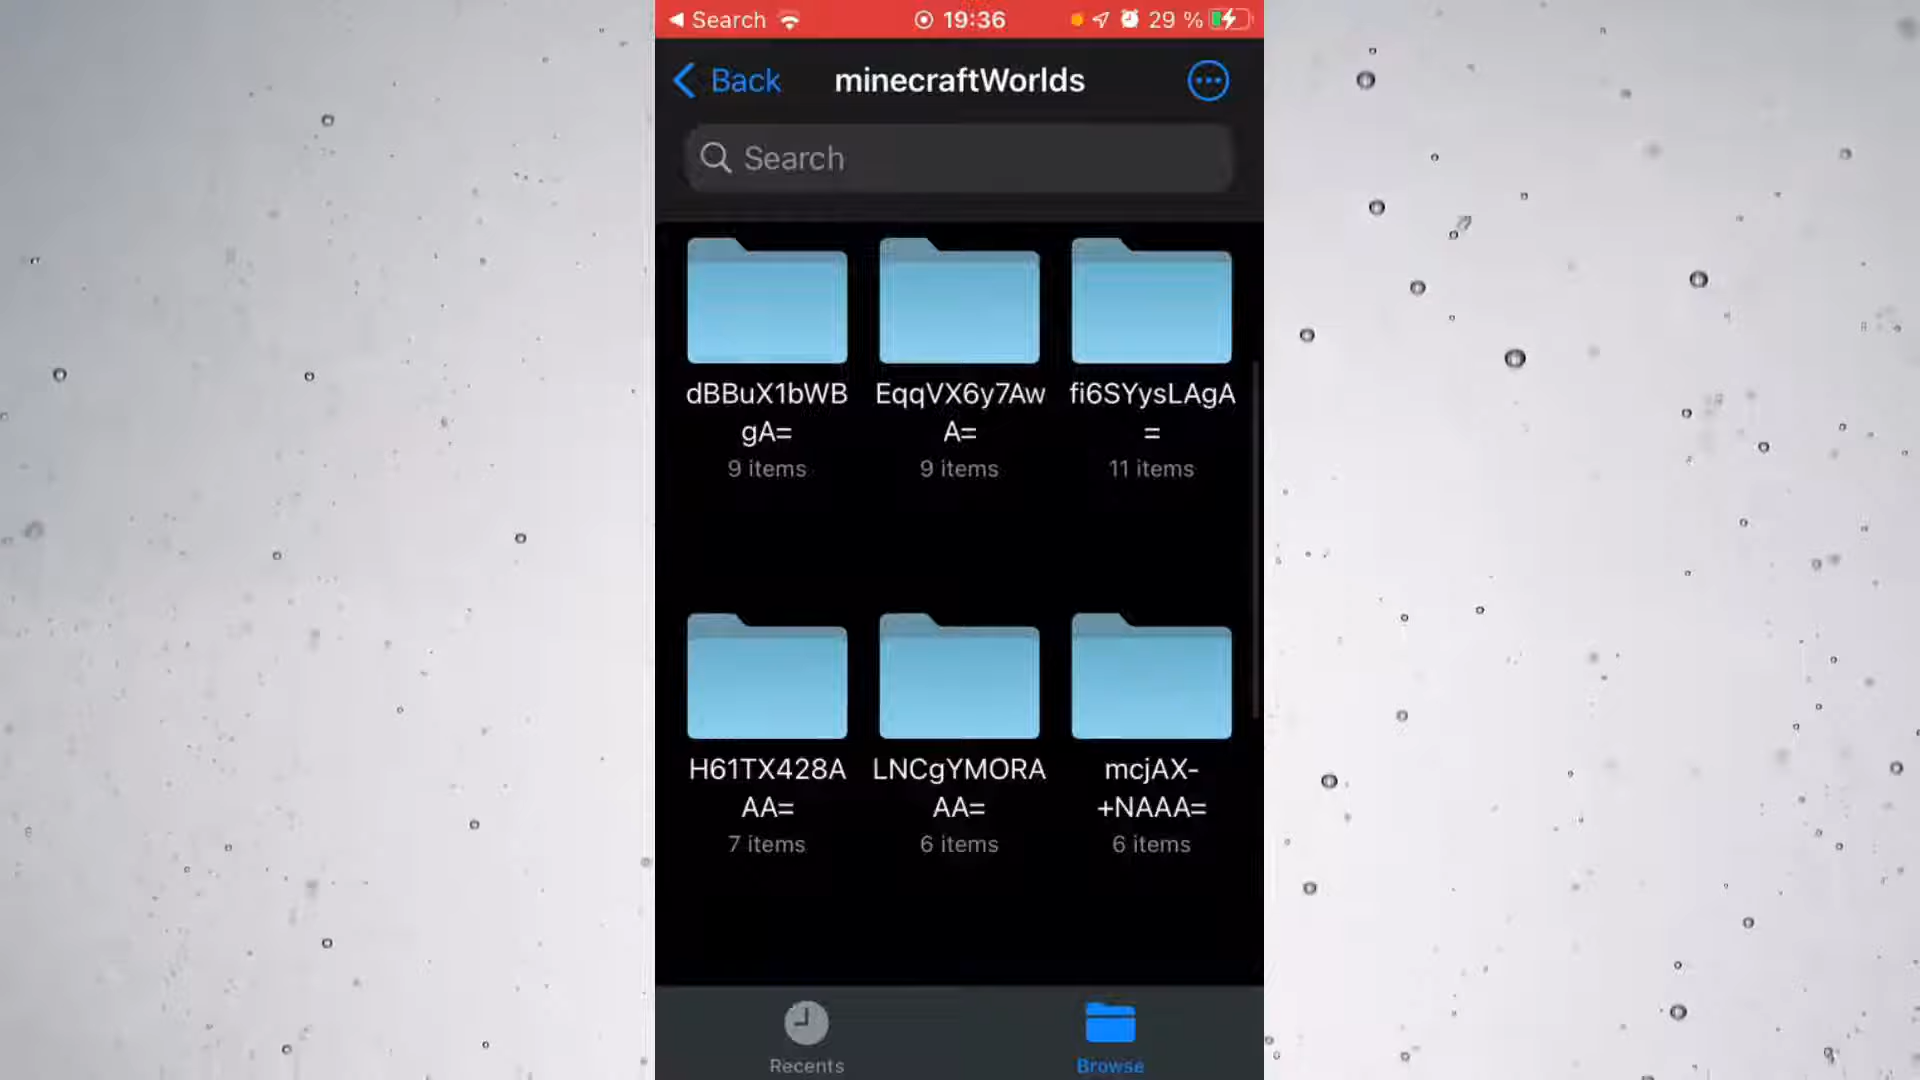 Search
19:36
29 %
Back
minecraftWorlds
Search
dBBuX1bWB
gA=
EqqVX6y7Aw
A=
fi6SYysLAgA
=
9 items
9 items
11 items
H61TX428A
AA=
LNCgYMORA
AA=
mcjAX-
+NAAA=
7 items
6 items
6 items
Recents
Browse